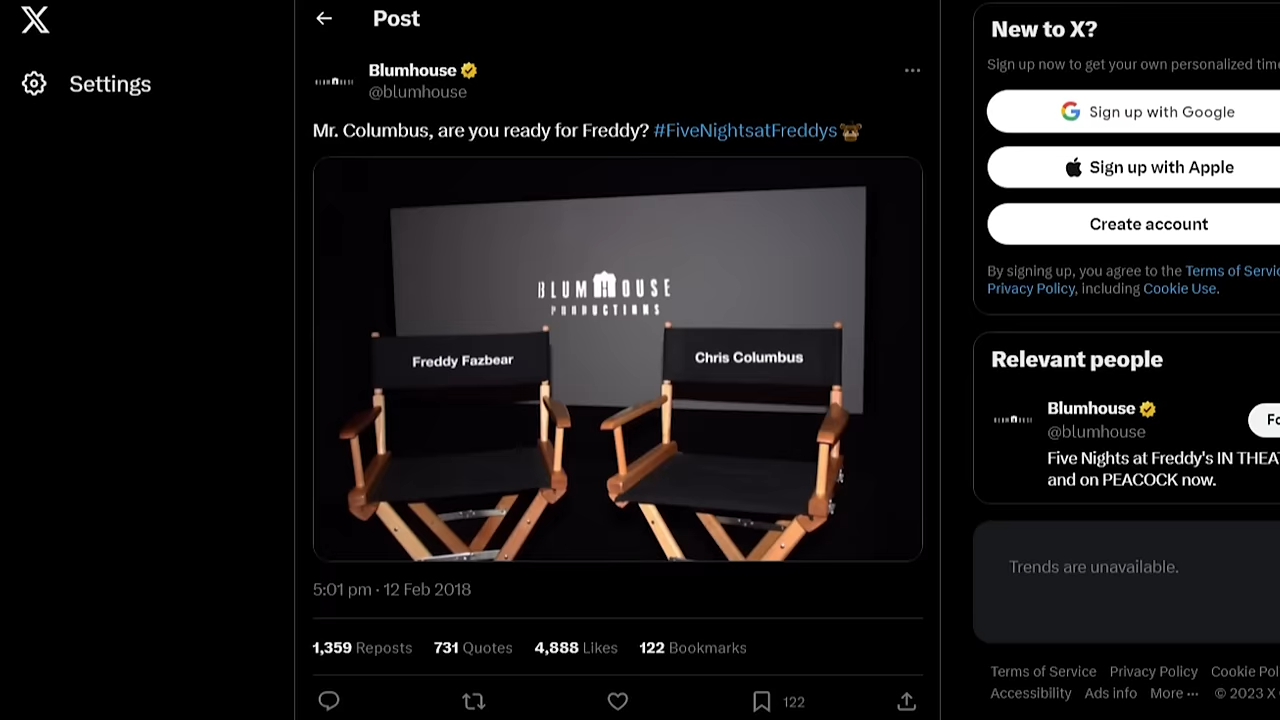 Settings
Post
Blumhouse
@blumhouse
Mr. Columbus, are you ready for Freddy? #FiveNightsatFreddys
BLUMHOUSE
PRODUCTIONS
Freddy Fazbear
Chris Columbus
5:01 pm · 12 Feb 2018
1,359 Reposts 731 Quotes 4,888 Likes 122 Bookmarks
122
New to X?
Sign up now to get your own personalized time
Sign up with Google
Sign up with Apple
Create account
By signing up, you agree to the Terms of Servic
Privacy Policy, including Cookie Use.
Relevant people
Blumhouse
@blumhouse
Fo
Five Nights at Freddy's IN THEA
and on PEACOCK now.
Trends are unavailable.
Terms of Service Privacy Policy Cookie Pol
Accessibility Ads info More ··· © 2023 X